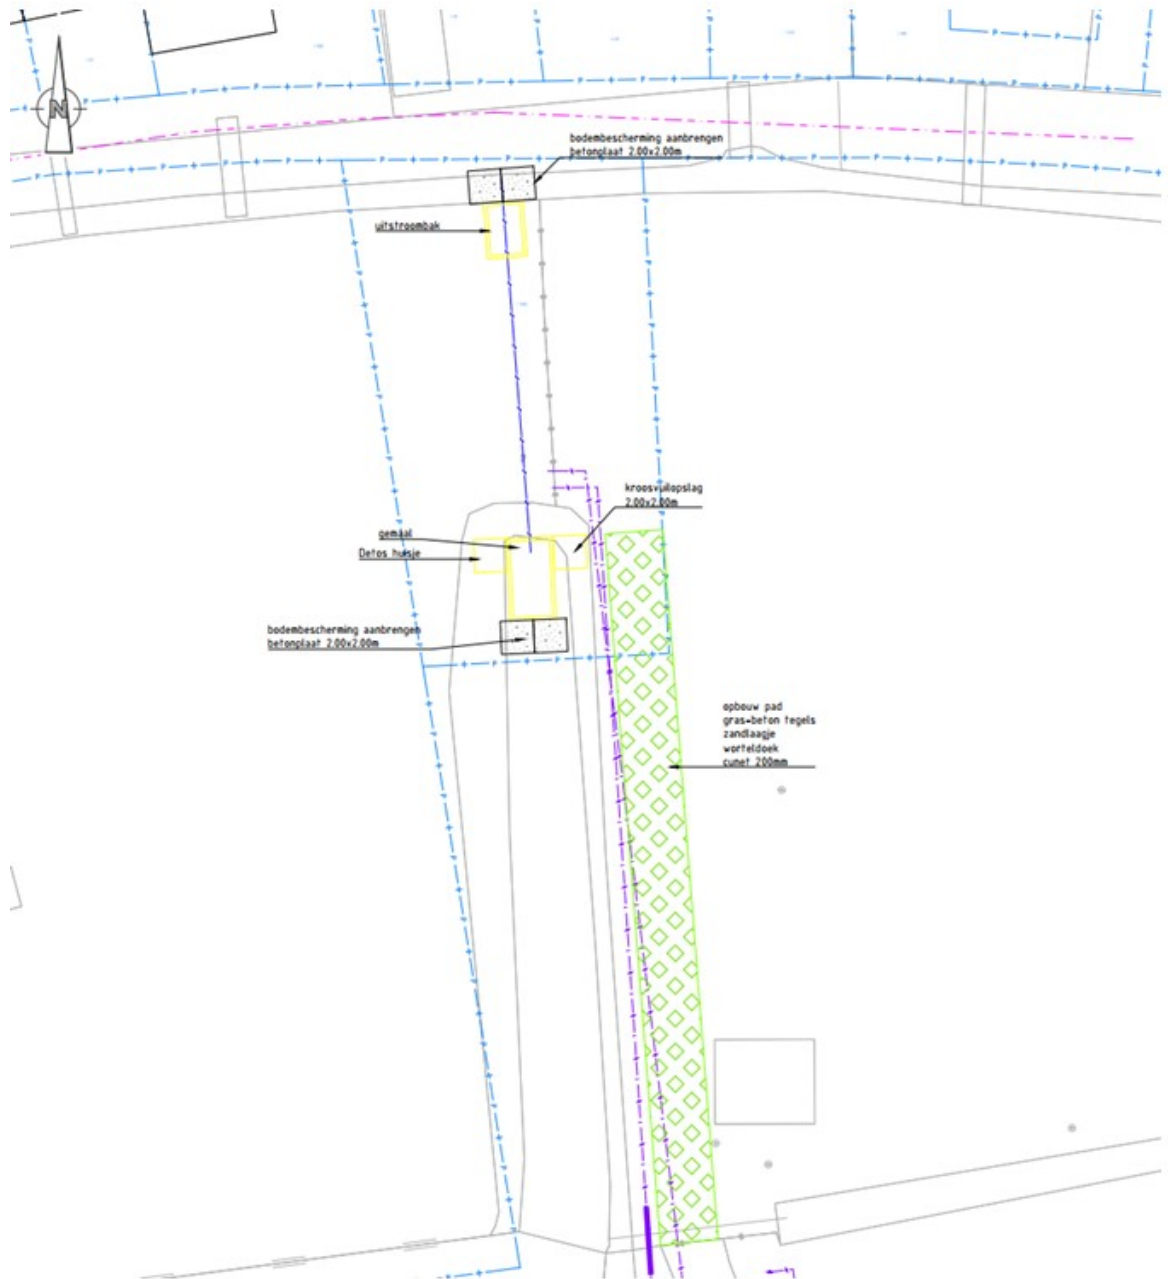 N
bodembescherming aanbrengen
betonplaat 2.00x2.00m
uitstroombak
kroosvuilopslag
2.00x2.00m
gemaal
Detos huisje
bodembescherming aanbrengen
betonplaat 2.00x2.00m
opbouw pad
gras-beton tegels
zandlaagje
worteldoek
cunet 200mm